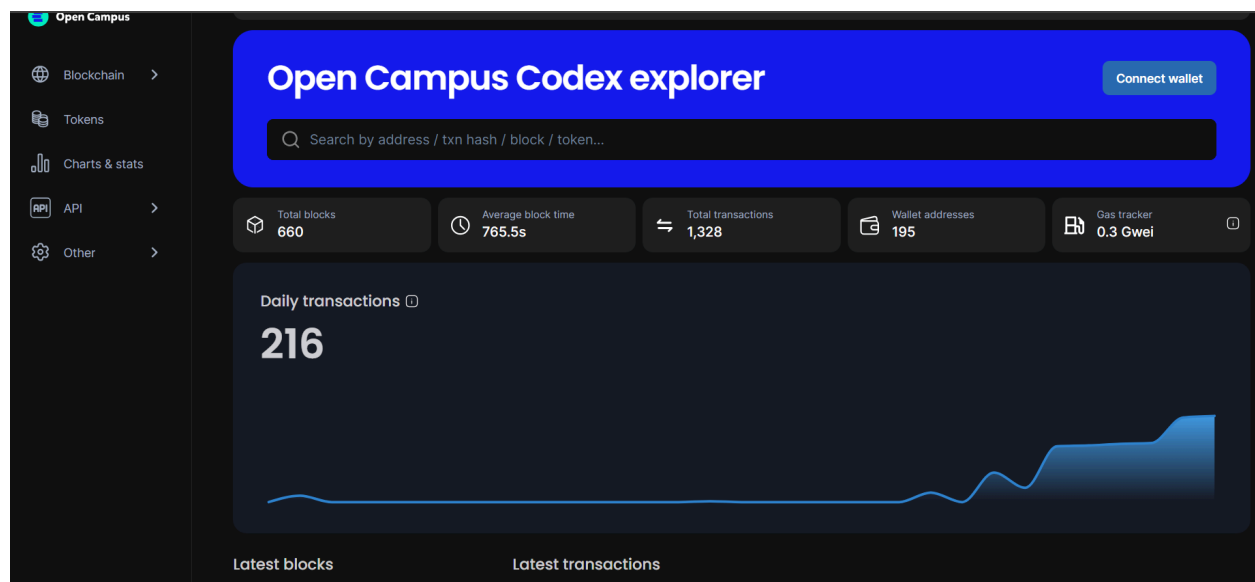 Open Campus
Blockchain
Tokens
Charts & stats
API
API
Other
Open Campus Codex explorer
Connect wallet
Search by address / txn hash / block / token...
Total blocks
660
Average block time
765.5s
Total transactions
1,328
Wallet addresses
195
Gas tracker
0.3 Gwei
Daily transactions
216
Latest blocks
Latest transactions